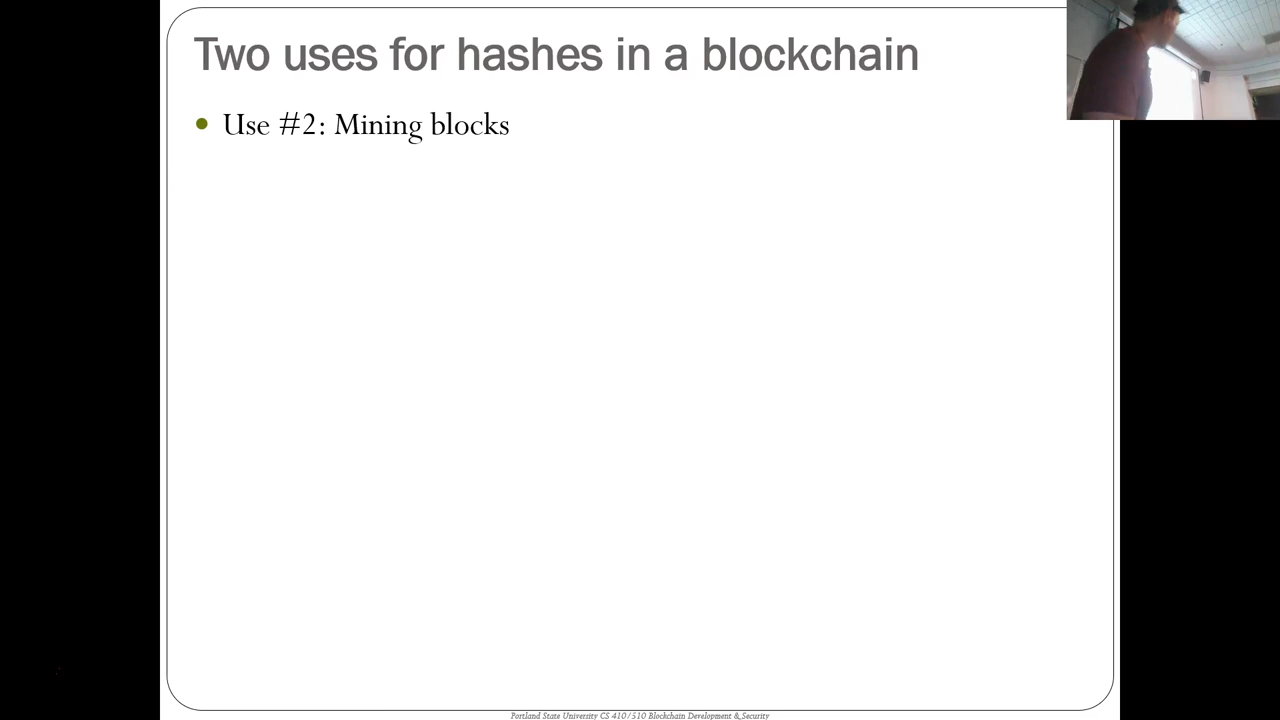 Two uses for hashes in a blockchain
Use #2: Mining blocks
Portland State University CS 410/510 Blockchain Development & Security